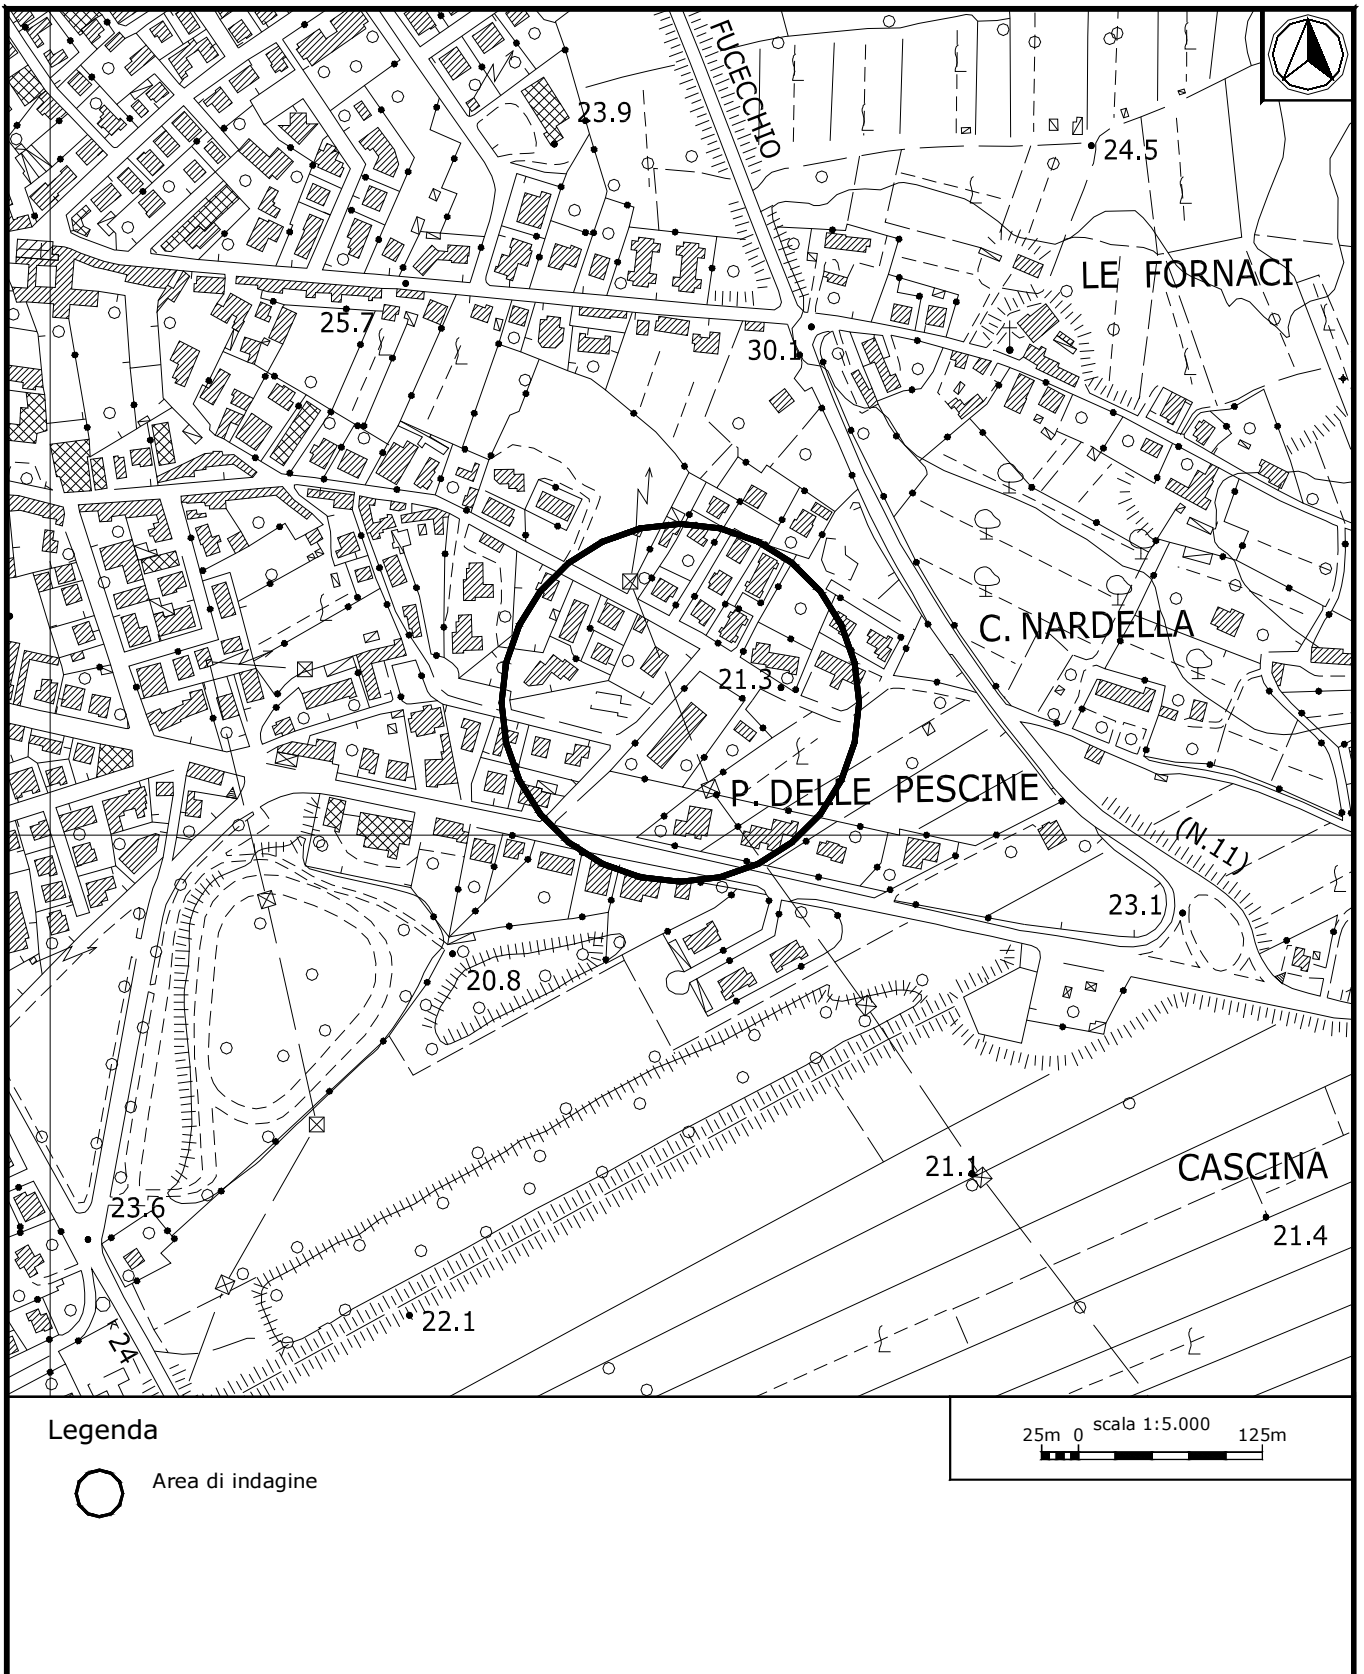 FUCECCHIO
23.9
24.5
LE FORNACI
25.7
30.1
C. NARDELLA
21.3
P. DELLE PESCINE
(N.11)
23.1
20.8
21.1
CASCINA
23.6
21.4
22.1
24
Legenda
Area di indagine
scala 1:5.000
25m 0 125m